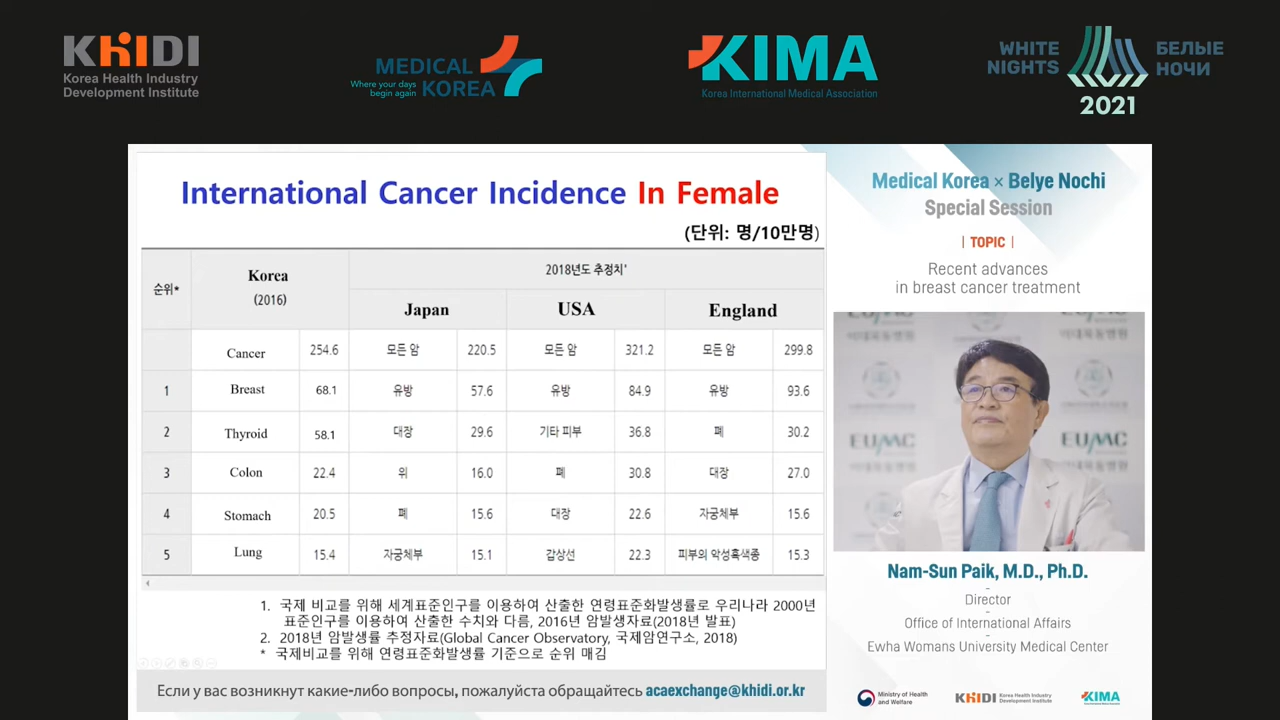 KHIDI
Korea Health Industry
Development Institute
MEDICAL
Where your days
begin again
KOREA
KIMA
Korea International Medical Association
WHITE
NIGHTS
БЕЛЫЕ
НОЧИ
2021
International Cancer Incidence In Female
(단위: 명/10만명)
순위* Korea (2016) 2018년도 추정치'
Japan USA England
Cancer 254.6 모든 암 220.5 모든 암 321.2 모든 암 299.8
1 Breast 68.1 유방 57.6 유방 84.9 유방 93.6
2 Thyroid 58.1 대장 29.6 기타 피부 36.8 폐 30.2
3 Colon 22.4 위 16.0 폐 30.8 대장 27.0
4 Stomach 20.5 폐 15.6 대장 22.6 자궁체부 15.6
5 Lung 15.4 자궁체부 15.1 갑상선 22.3 피부의 악성흑색종 15.3
1. 국제 비교를 위해 세계표준인구를 이용하여 산출한 연령표준화발생률로 우리나라 2000년
표준인구를 이용하여 산출한 수치와 다름, 2016년 암발생자료(2018년 발표)
2. 2018년 암발생률 추정자료(Global Cancer Observatory, 국제암연구소, 2018)
* 국제비교를 위해 연령표준화발생률 기준으로 순위 매김
Если у вас возникнут какие-либо вопросы, пожалуйста обращайтесь acaexchange@khidi.or.kr
Medical Korea × Belye Nochi
Special Session
| TOPIC |
Recent advances
in breast cancer treatment
EUMC
EUMC
Nam-Sun Paik, M.D., Ph.D.
Director
Office of International Affairs
Ewha Womans University Medical Center
Ministry of Health
and Welfare
KHIDI
Korea Health Industry
Development Institute
KIMA